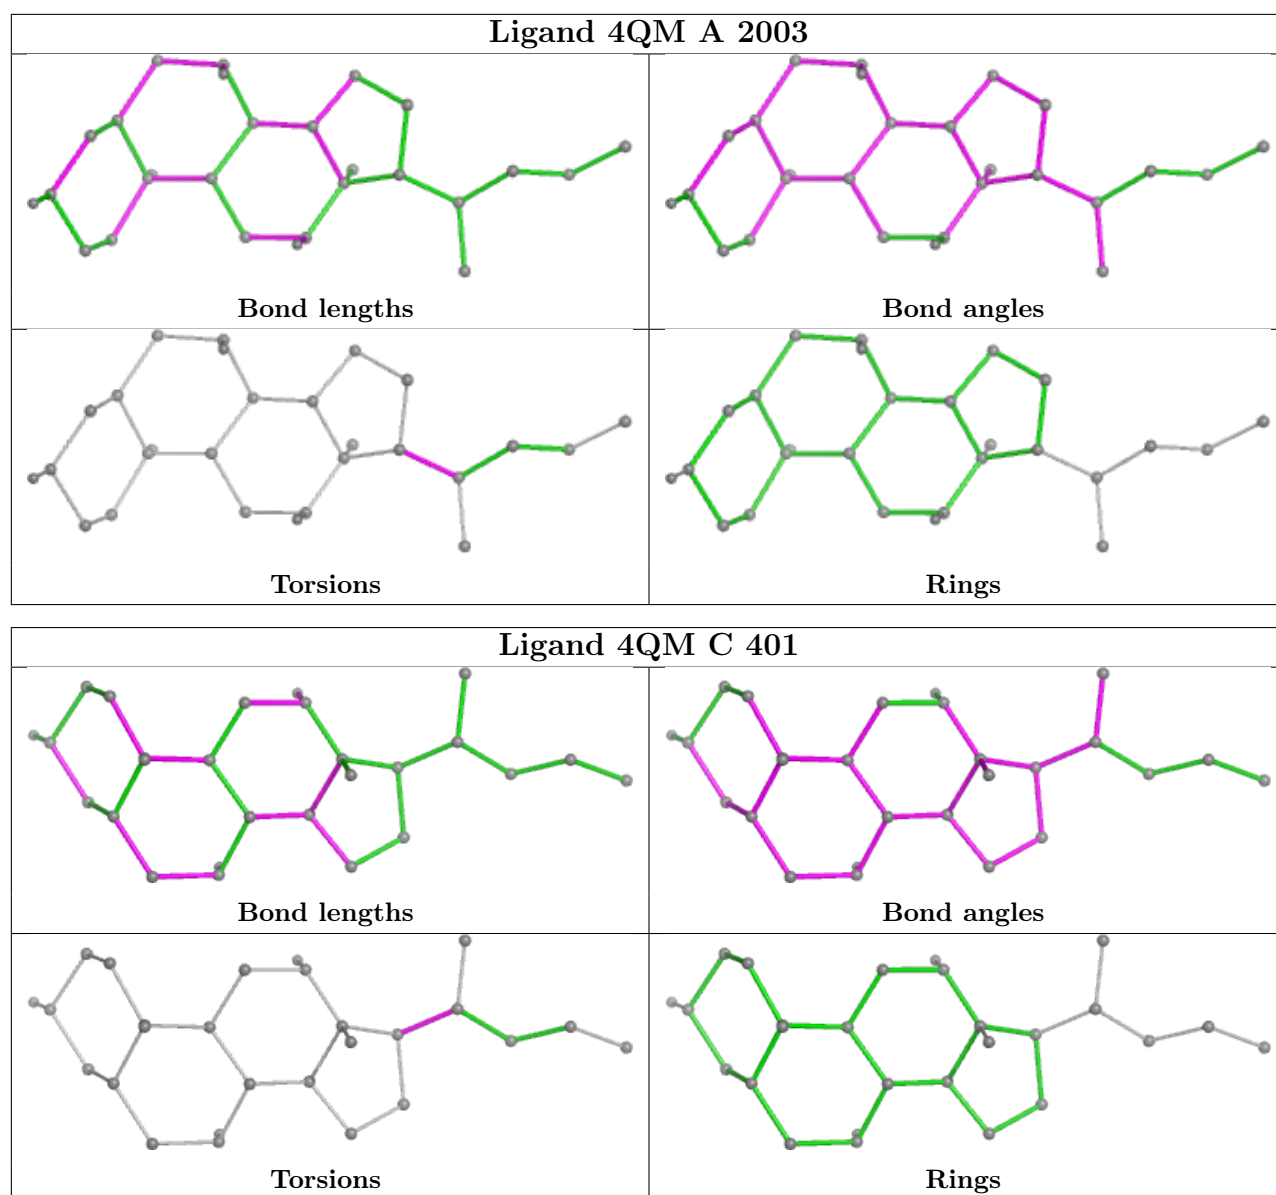 Ligand 4QM A 2003
Bond lengths
Bond angles
Torsions
Rings
Ligand 4QM C 401
Bond lengths
Bond angles
Torsions
Rings